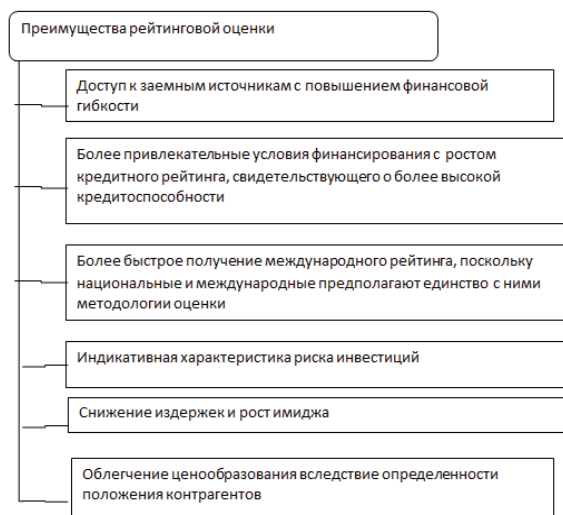 Преимущества рейтинговой оценки
Доступ к заемным источникам с повышением финансовой
гибкости
Более привлекательные условия финансирования с ростом
кредитного рейтинга, свидетельствующего о более высокой
кредитоспособности
Более быстрое получение международного рейтинга, поскольку
национальные и международные предполагают единство с ними
методологии оценки
Индикативная характеристика риска инвестиций
Снижение издержек и рост имиджа
Облегчение ценообразования вследствие определенности
положения контрагентов